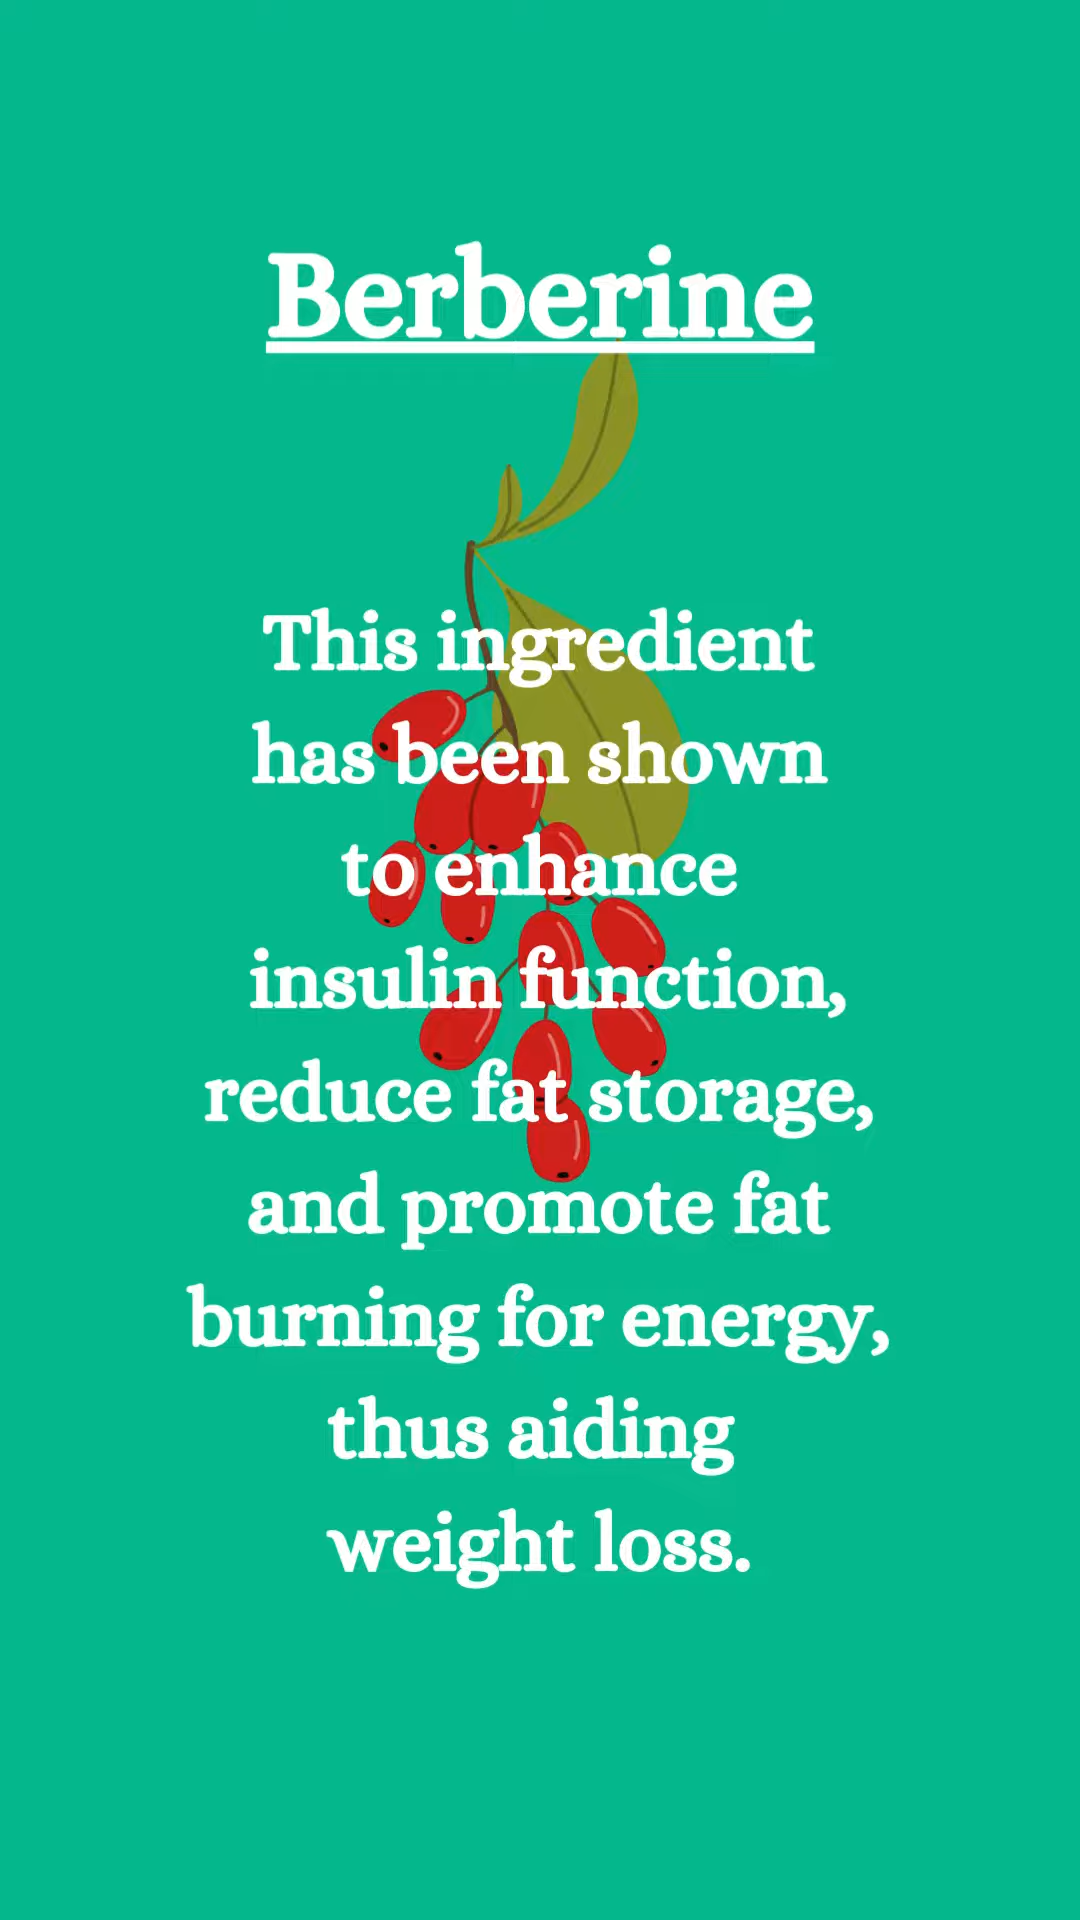 Berberine
This ingredient
has been shown
to enhance
insulin function,
reduce fat storage,
and promote fat
burning for energy,
thus aiding
weight loss.